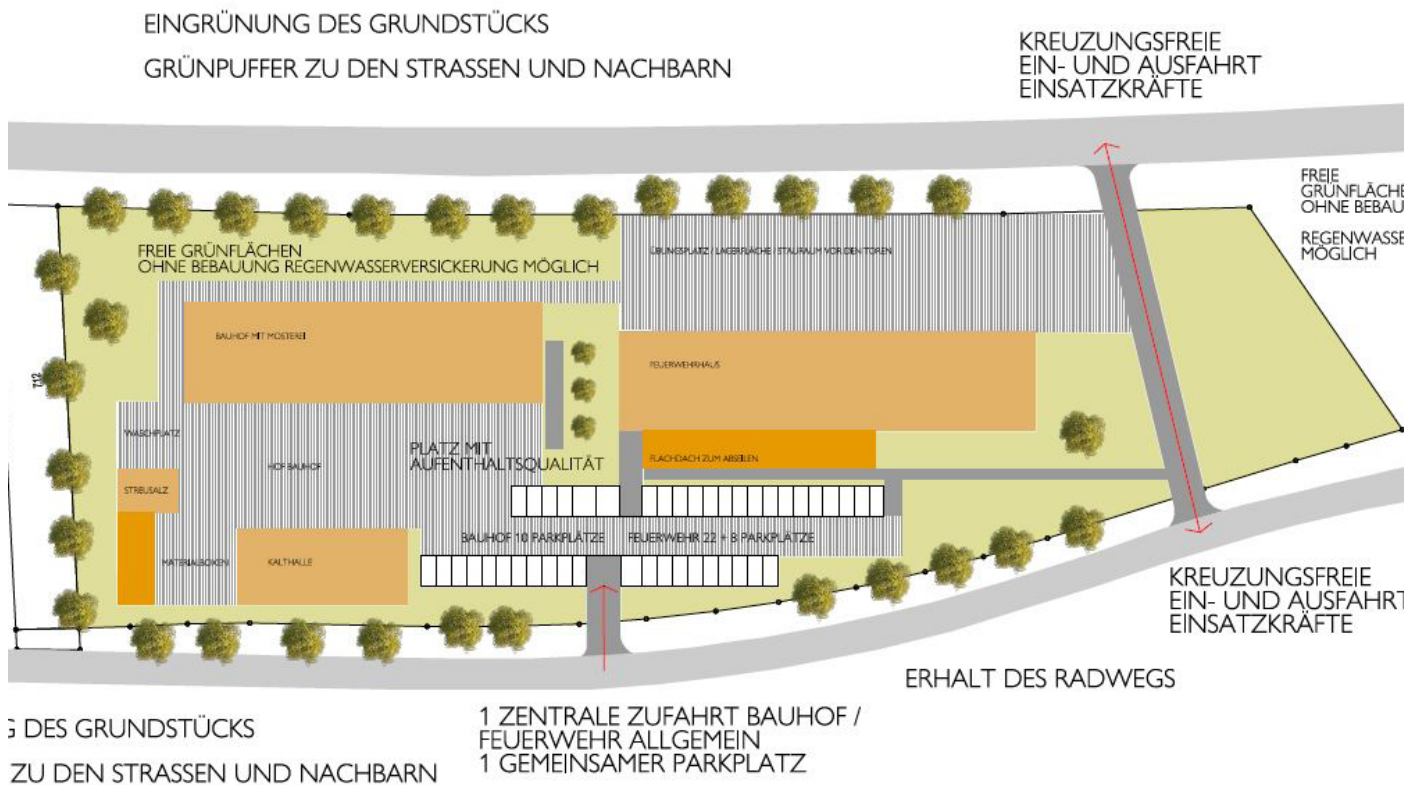 EINGRÜNUNG DES GRUNDSTÜCKS
GRÜNPUFFER ZU DEN STRASSEN UND NACHBARN
KREUZUNGSFREIE
EIN- UND AUSFAHRT
EINSATZKRÄFTE
FREIE
GRÜNFLÄCHE
OHNE BEBAU
REGENWASSE
MÖGLICH
FREIE GRÜNFLÄCHEN
OHNE BEBAUUNG REGENWASSERVERSICKERUNG MÖGLICH
ÜBUNGSPLATZ / LAGERFLÄCHE / STAURAUM VOR DEN TOREN
BAUHOF MIT MOSTEREI
FEUERWEHRHAUS
712
WASCHPLATZ
HOF BAUHOF
PLATZ MIT
AUFENTHALTSQUALITÄT
FLACHDACH ZUM ABSEILEN
STREUSALZ
BAUHOF 10 PARKPLÄTZE
FEUERWEHR 22 + 8 PARKPLÄTZE
MATERIALBOXEN
KALTHALLE
KREUZUNGSFREIE
EIN- UND AUSFAHRT
EINSATZKRÄFTE
ERHALT DES RADWEGS
G DES GRUNDSTÜCKS
ZU DEN STRASSEN UND NACHBARN
1 ZENTRALE ZUFAHRT BAUHOF /
FEUERWEHR ALLGEMEIN
1 GEMEINSAMER PARKPLATZ